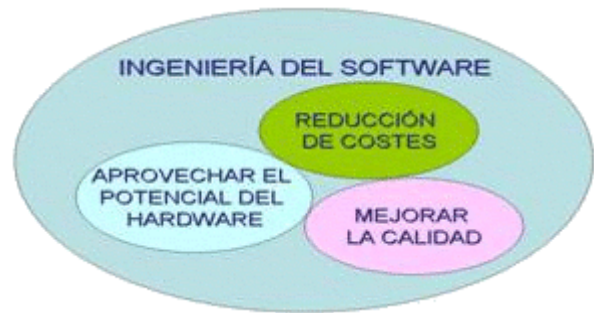 INGENIERÍA DEL SOFTWARE
REDUCCIÓN
DE COSTES
APROVECHAR EL
POTENCIAL DEL
HARDWARE
MEJORAR
LA CALIDAD